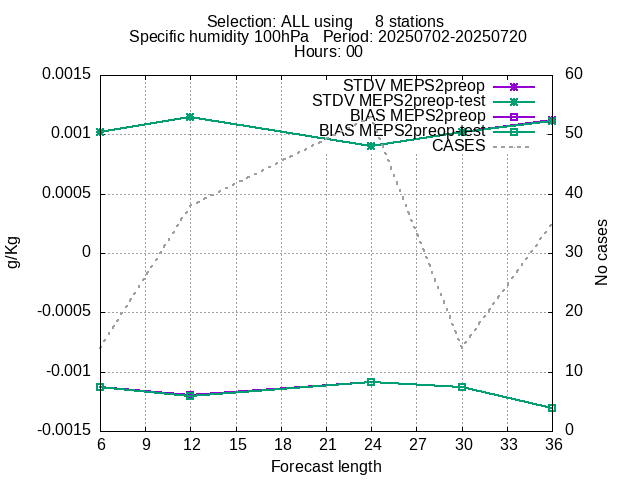 Selection: ALL using     8 stations
Specific humidity 100hPa   Period: 20250702-20250720
Hours: 00
0.0015
0.001
0.0005
0
-0.0005
-0.001
-0.0015
g/Kg
STDV MEPS2preop
STDV MEPS2preop-test
BIAS MEPS2preop
BIAS MEPS2preop-test
CASES
60
50
40
30
20
10
0
No cases
6 9 12 15 18 21 24 27 30 33 36
Forecast length